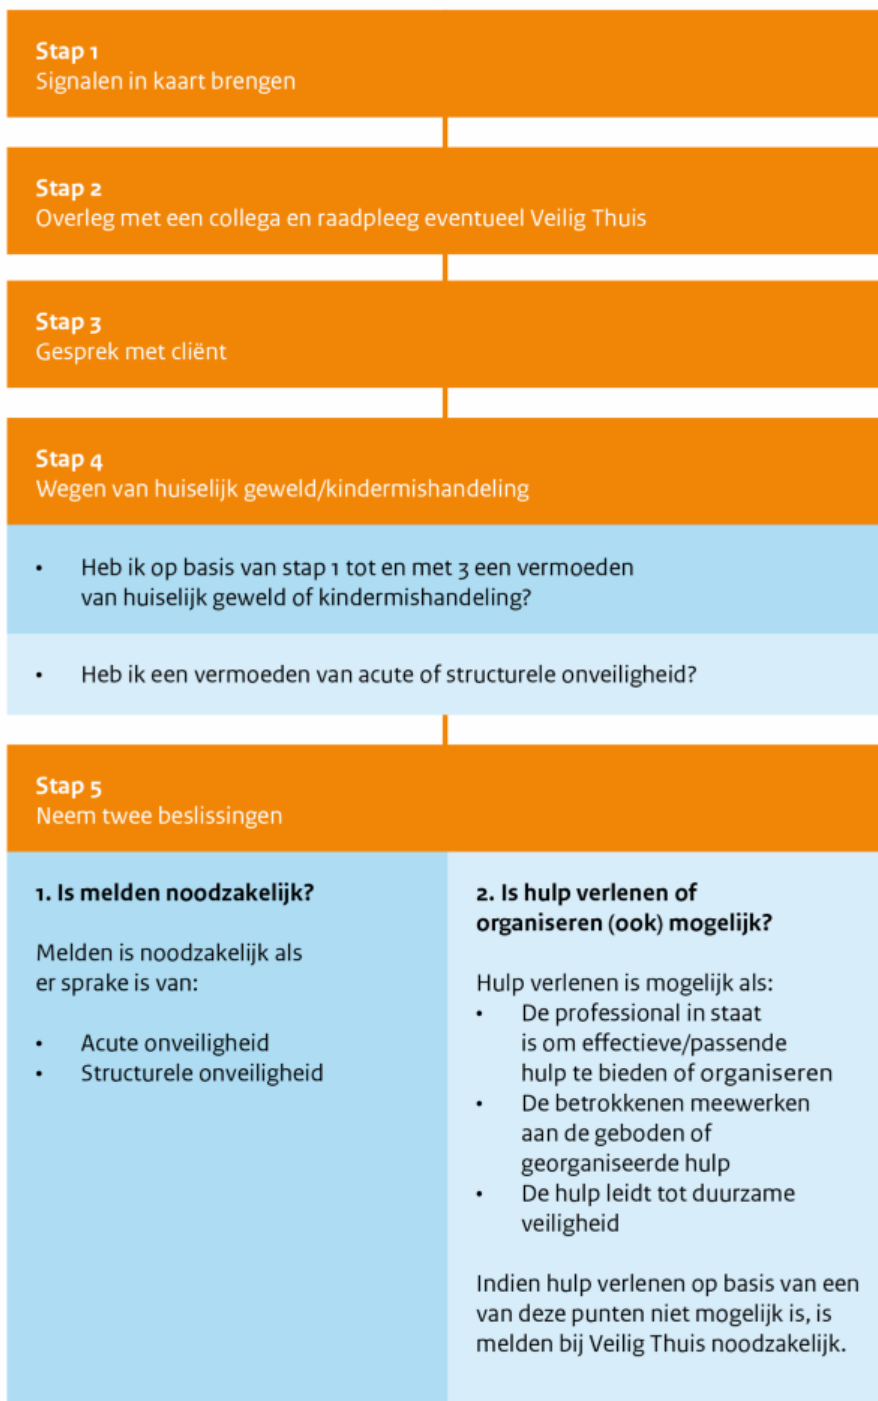 Stap 1
Signalen in kaart brengen
Stap 2
Overleg met een collega en raadpleeg eventueel Veilig Thuis
Stap 3
Gesprek met cliënt
Stap 4
Wegen van huiselijk geweld/kindermishandeling
• Heb ik op basis van stap 1 tot en met 3 een vermoeden
van huiselijk geweld of kindermishandeling?
• Heb ik een vermoeden van acute of structurele onveiligheid?
Stap 5
Neem twee beslissingen
1. Is melden noodzakelijk?
Melden is noodzakelijk als
er sprake is van:
• Acute onveiligheid
• Structurele onveiligheid
2. Is hulp verlenen of
organiseren (ook) mogelijk?
Hulp verlenen is mogelijk als:
• De professional in staat
is om effectieve/passende
hulp te bieden of organiseren
• De betrokkenen meewerken
aan de geboden of
georganiseerde hulp
• De hulp leidt tot duurzame
veiligheid
Indien hulp verlenen op basis van een
van deze punten niet mogelijk is, is
melden bij Veilig Thuis noodzakelijk.